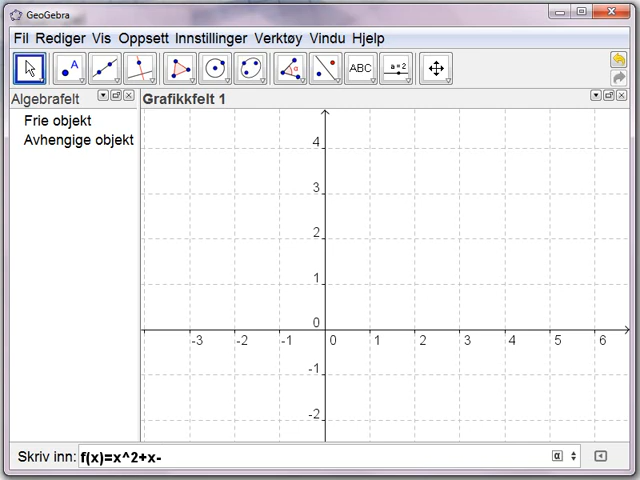 GeoGebra
Fil Rediger Vis Oppsett Innstillinger Verktøy Vindu Hjelp
A α ABC a=2
Algebrafelt
Grafikkfelt 1
Frie objekt
Avhengige objekt
4
3
2
1
0
-3 -2 -1 0 1 2 3 4 5 6
-1
-2
Skriv inn: f(x)=x^2+x- α